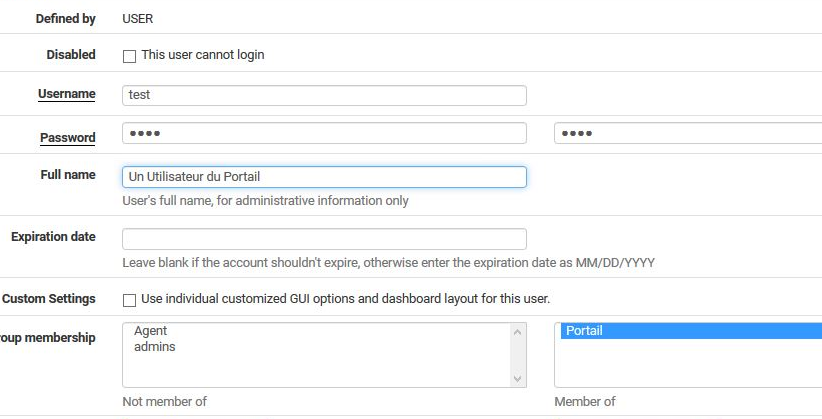 Defined by USER
Disabled This user cannot login
Username test
Password •••• ••••
Full name Un Utilisateur du Portail
User's full name, for administrative information only
Expiration date
Leave blank if the account shouldn't expire, otherwise enter the expiration date as MM/DD/YYYY
Custom Settings Use individual customized GUI options and dashboard layout for this user.
oup membership Agent Portail
admins
Not member of Member of